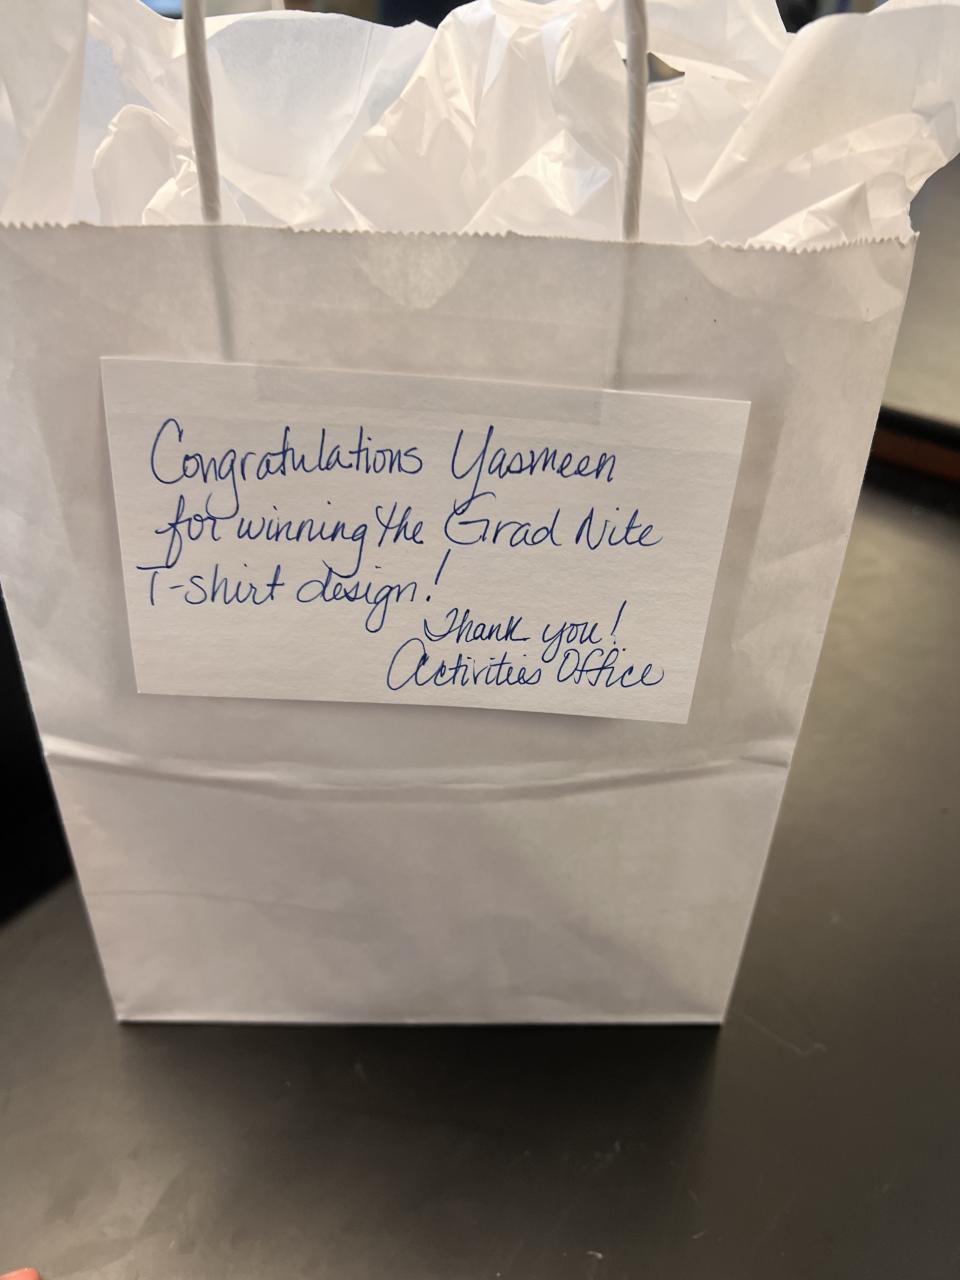 Congratulations Yasmeen
for winning the Grad Nite
T-shirt design!
Thank you!
Activities Office